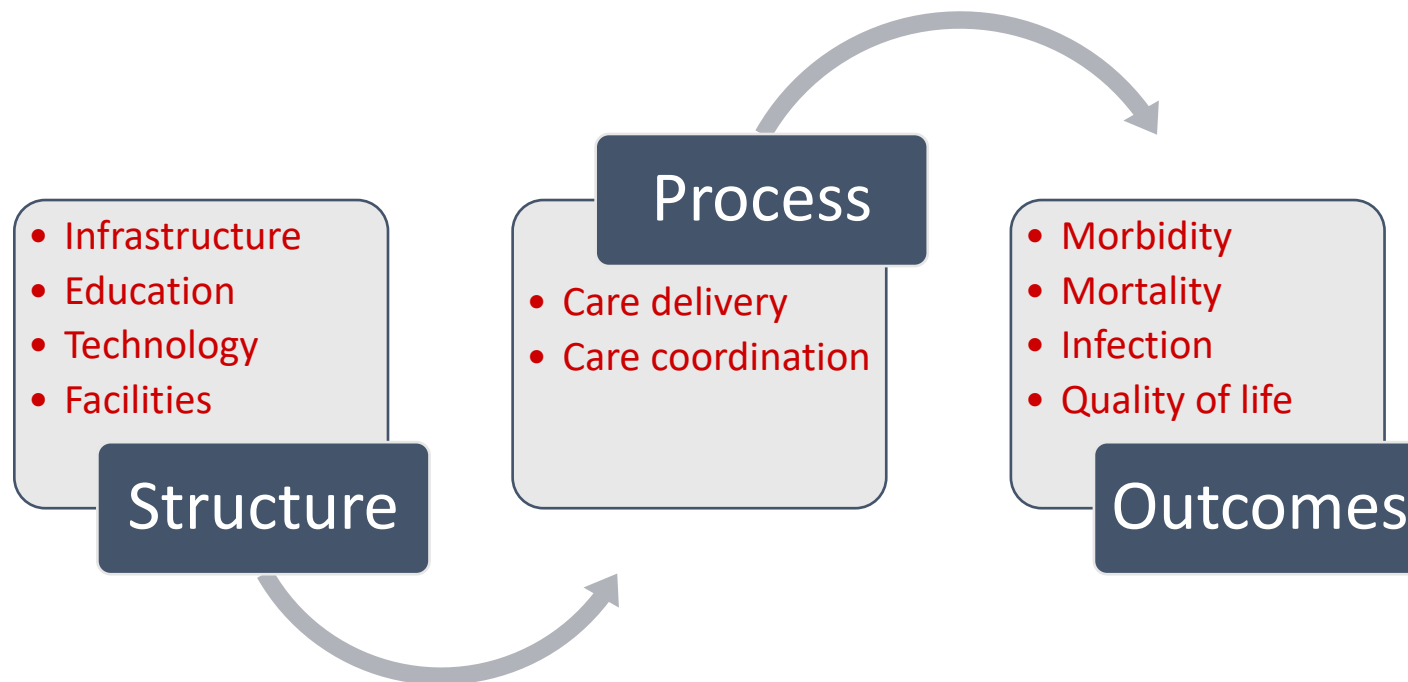 • Infrastructure
• Education
• Technology
• Facilities
Structure
Process
• Care delivery
• Care coordination
• Morbidity
• Mortality
• Infection
• Quality of life
Outcomes